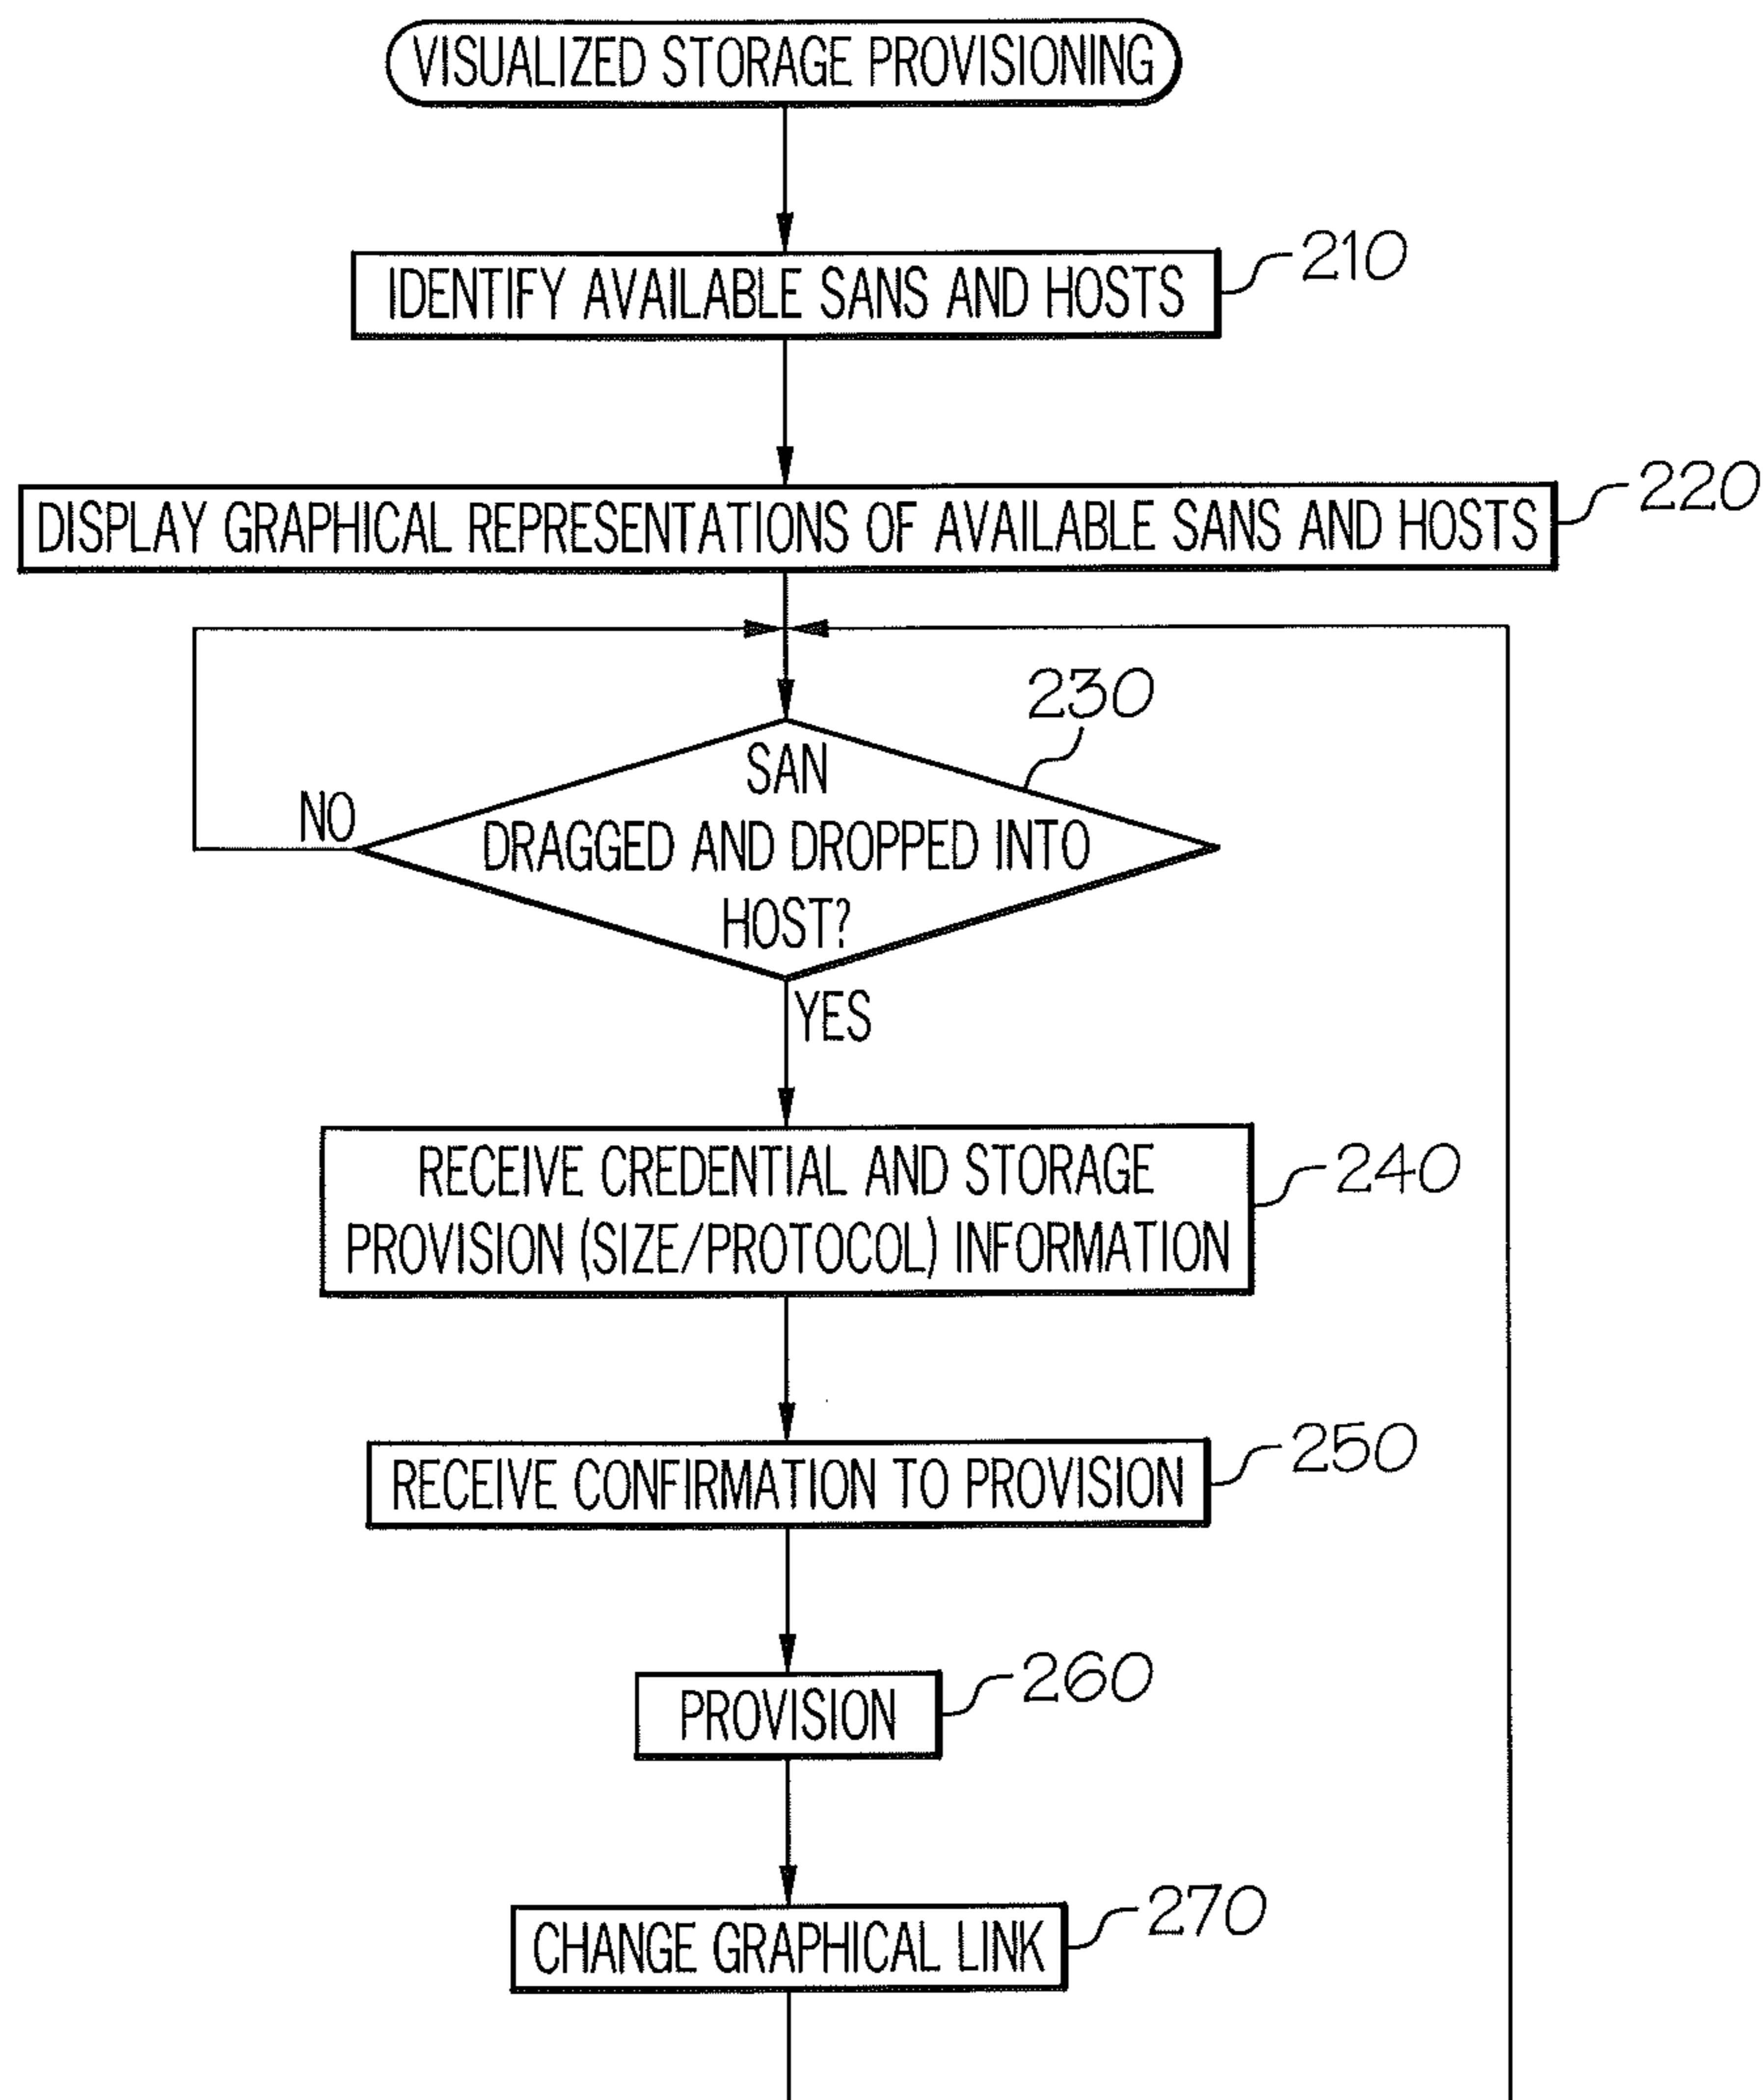 VISUALIZED STORAGE PROVISIONING
IDENTIFY AVAILABLE SANS AND HOSTS
210
DISPLAY GRAPHICAL REPRESENTATIONS OF AVAILABLE SANS AND HOSTS
220
230
SAN
DRAGGED AND DROPPED INTO
HOST?
NO
YES
RECEIVE CREDENTIAL AND STORAGE
PROVISION (SIZE/PROTOCOL) INFORMATION
240
RECEIVE CONFIRMATION TO PROVISION
250
PROVISION
260
CHANGE GRAPHICAL LINK
270